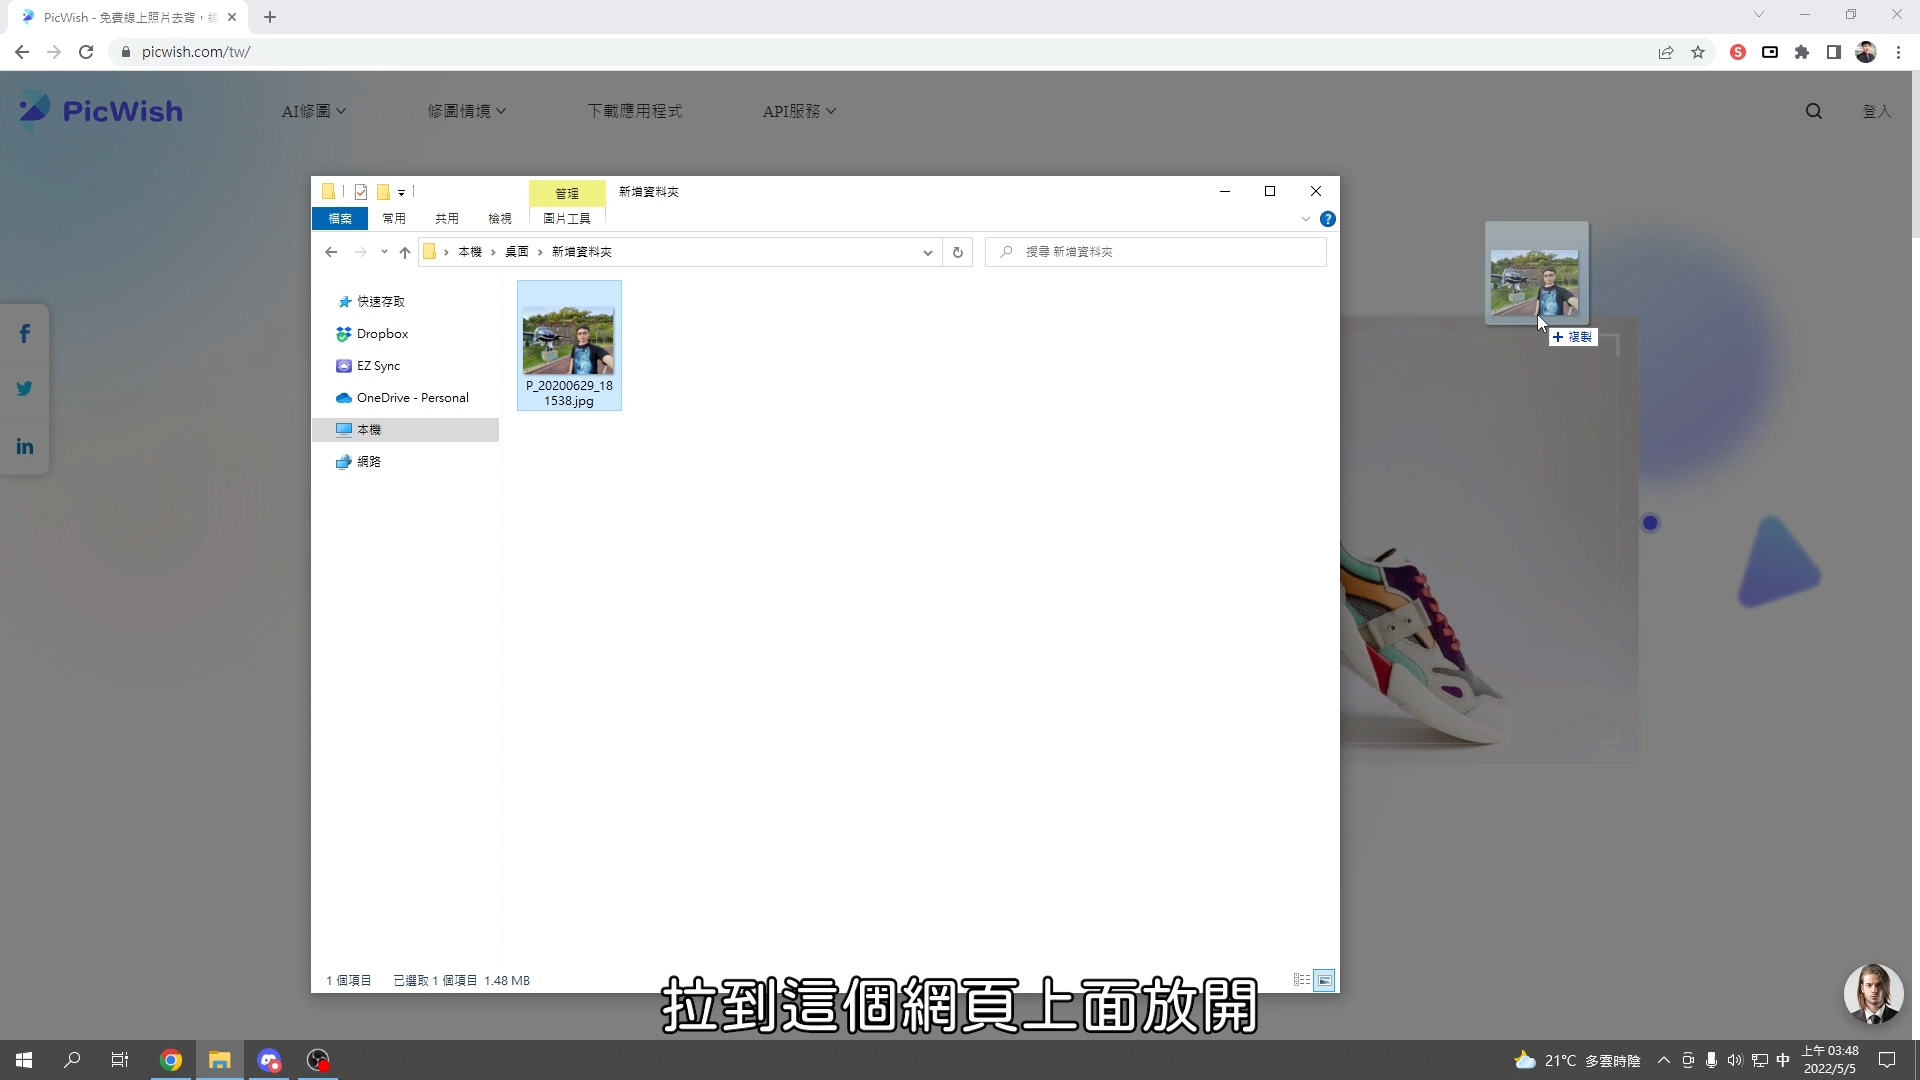 PicWish - 免費線上照片去背，
picwish.com/tw/
PicWish
AI修圖
修圖情境
下載應用程式
API服務
登入
管理
新增資料夾
檔案
常用
共用
檢視
圖片工具
本機
桌面
新增資料夾
搜尋 新增資料夾
快速存取
Dropbox
EZ Sync
OneDrive - Personal
本機
網路
P_20200629_18
1538.jpg
複製
1 個項目
已選取 1 個項目 1.48 MB
拉到這個網頁上面放開
21°C 多雲時陰
中
上午 03:48
2022/5/5